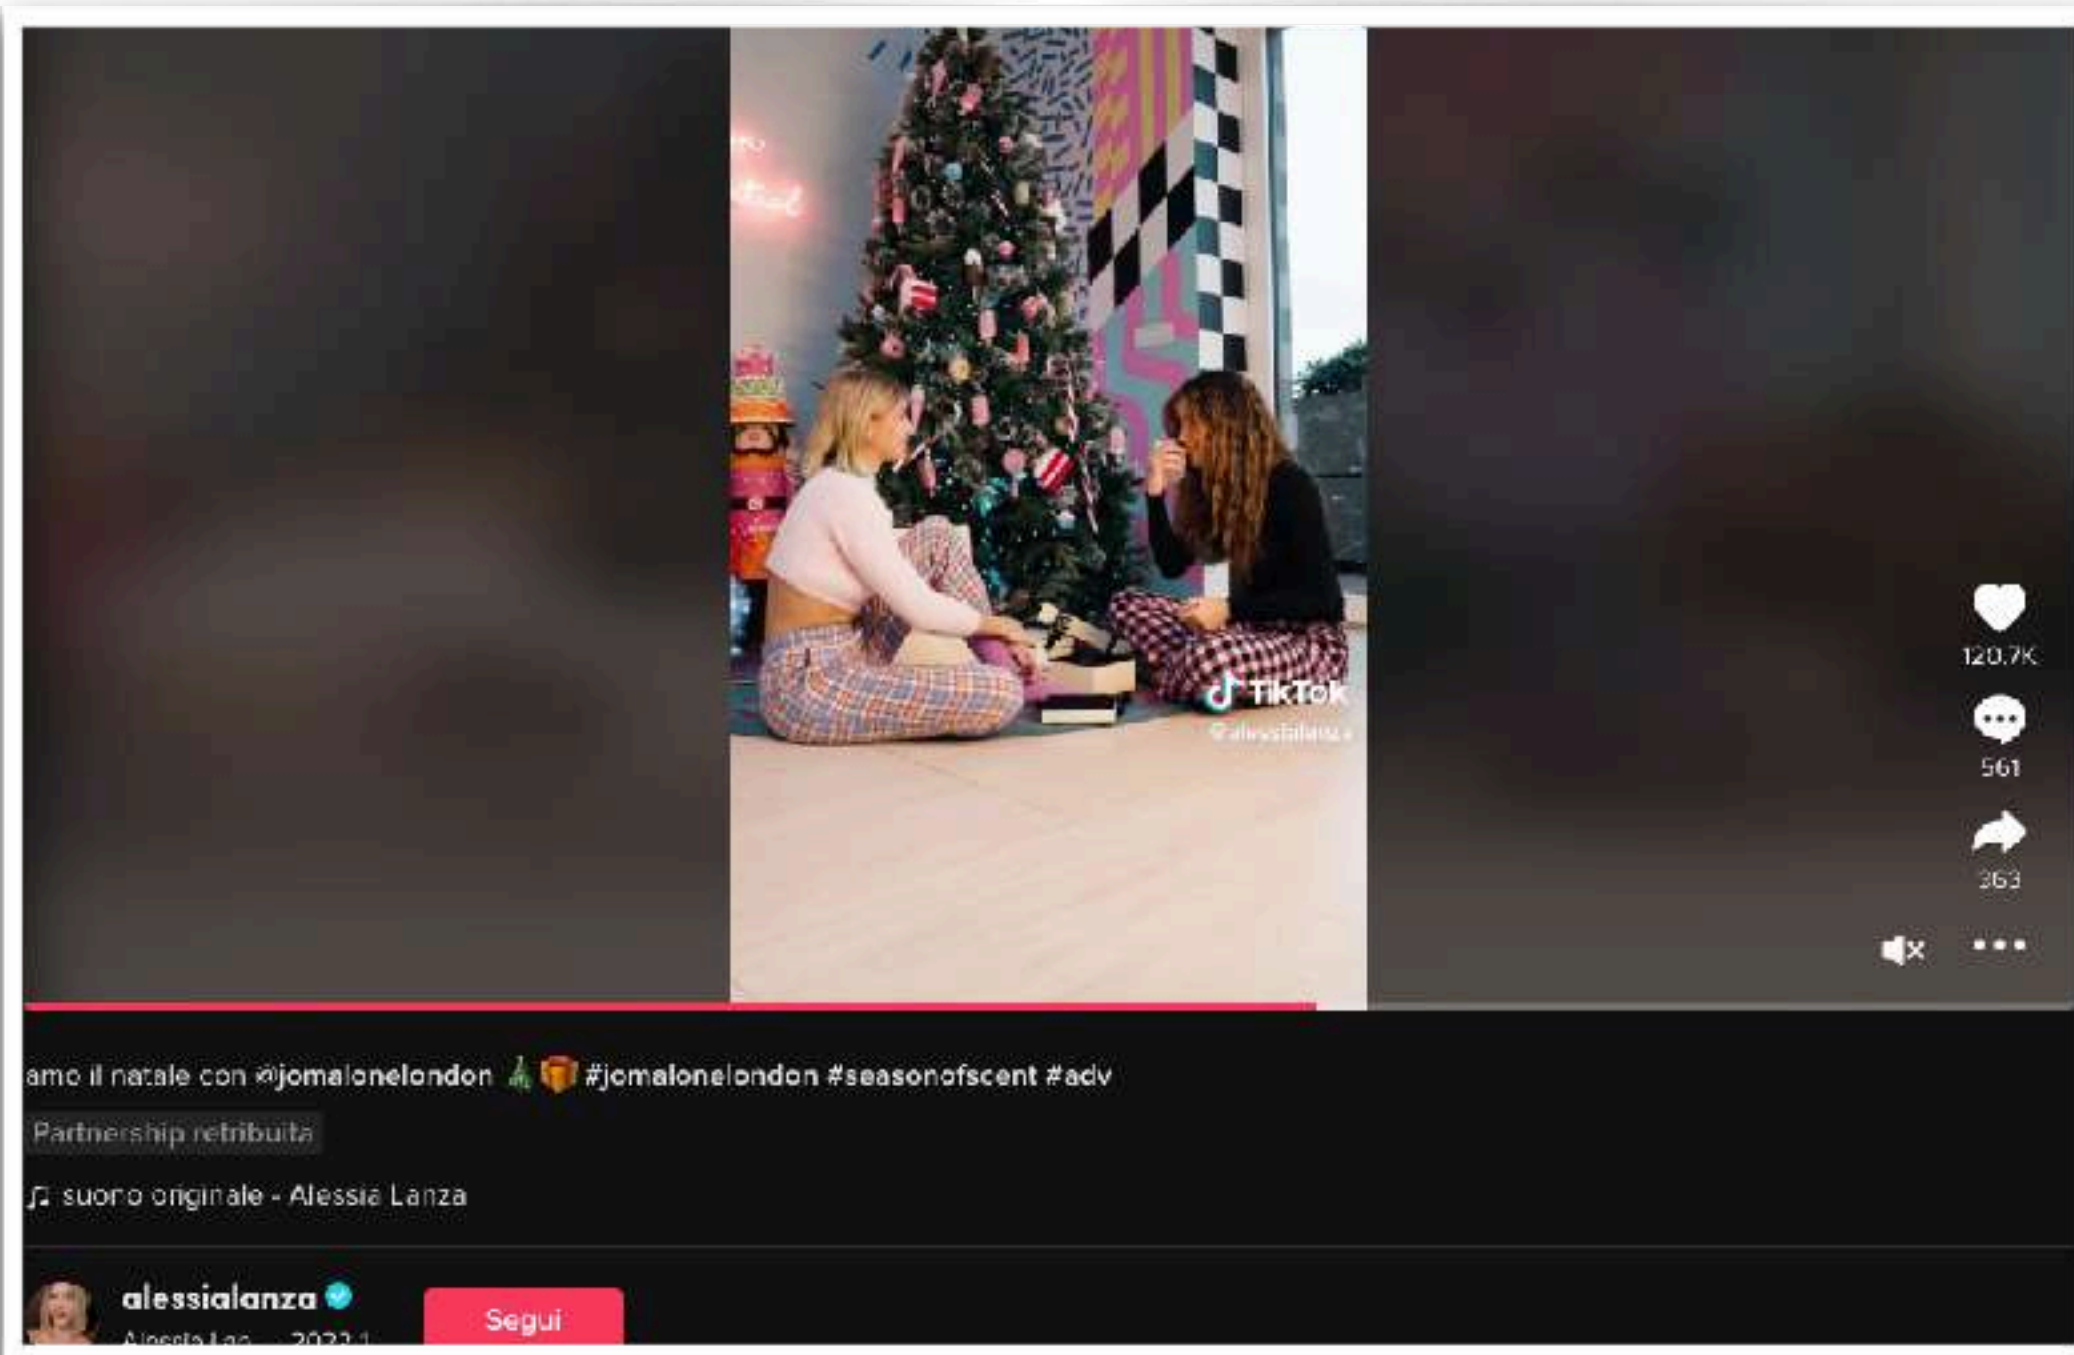 TikTok
@alessialanza
120.7K
561
363
amo il natale con @jomalonelondon 🎄🎁 #jomalonelondon #seasonofscent #adv
Partnership retribuita
♫ suono originale - Alessia Lanza
alessialanza
Segui